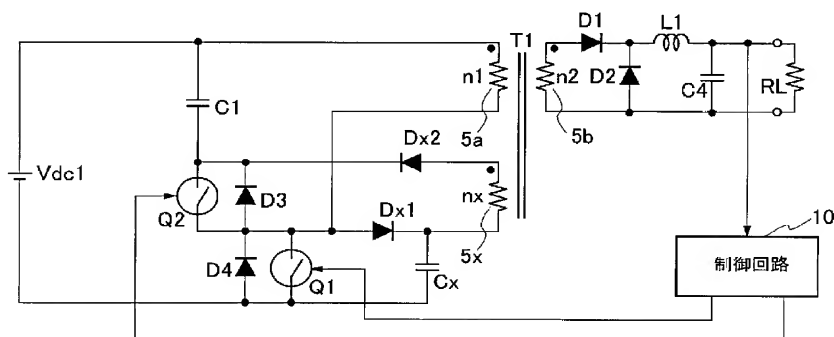 T1
D1
L1
n1
n2
D2
C4
RL
C1
5a
5b
Dx2
Vdc1
D3
nx
10
Q2
Dx1
5x
制御回路
D4
Q1
Cx